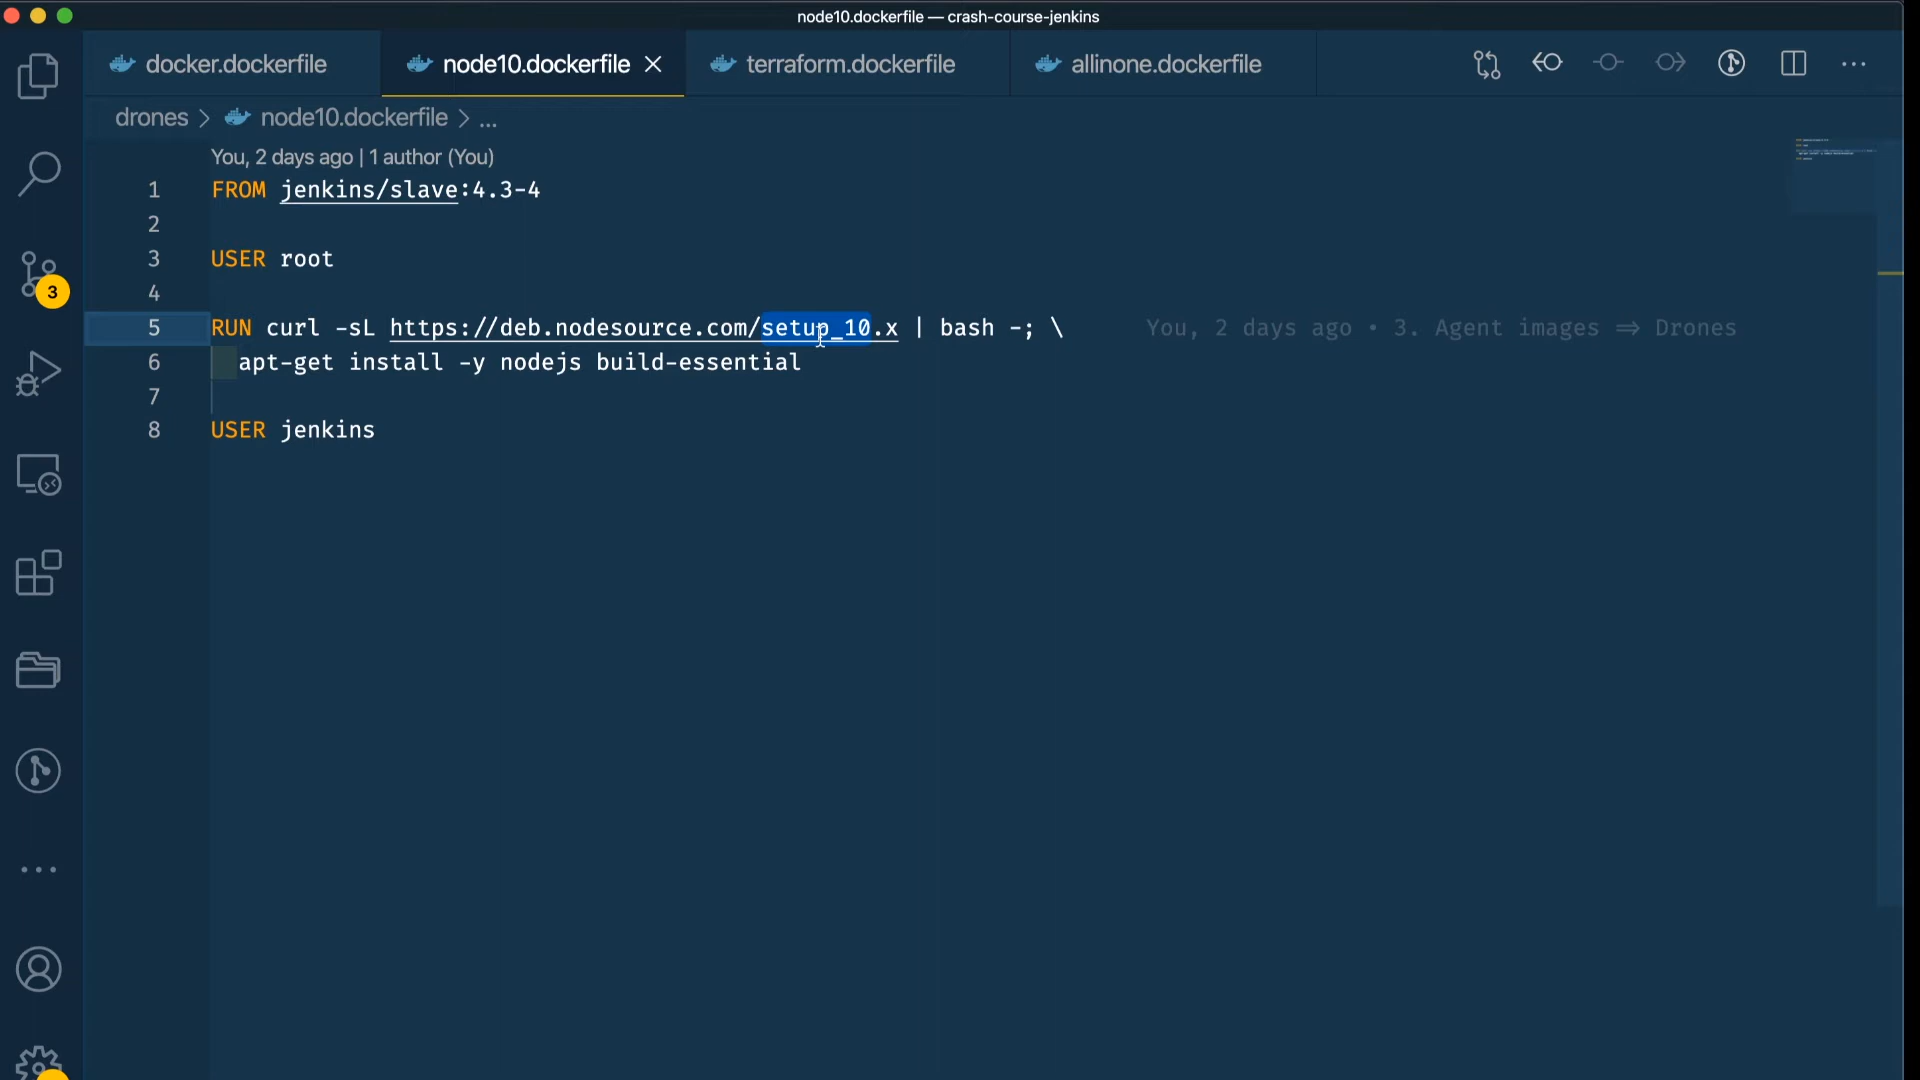 node10.dockerfile — crash-course-jenkins
docker.dockerfile
node10.dockerfile
terraform.dockerfile
allinone.dockerfile
drones > node10.dockerfile > ...
You, 2 days ago | 1 author (You)
1 FROM jenkins/slave:4.3-4
2
3 USER root
4
5 RUN curl -sL https://deb.nodesource.com/setup_10.x | bash -; \ You, 2 days ago • 3. Agent images ⇒ Drones
6 apt-get install -y nodejs build-essential
7
8 USER jenkins
3